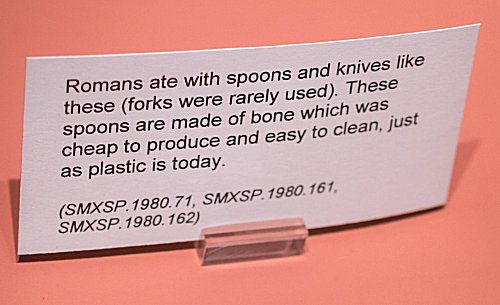 Romans ate with spoons and knives like
these (forks were rarely used). These
spoons are made of bone which was
cheap to produce and easy to clean, just
as plastic is today.
(SMXSP.1980.71, SMXSP.1980.161,
SMXSP.1980.162)